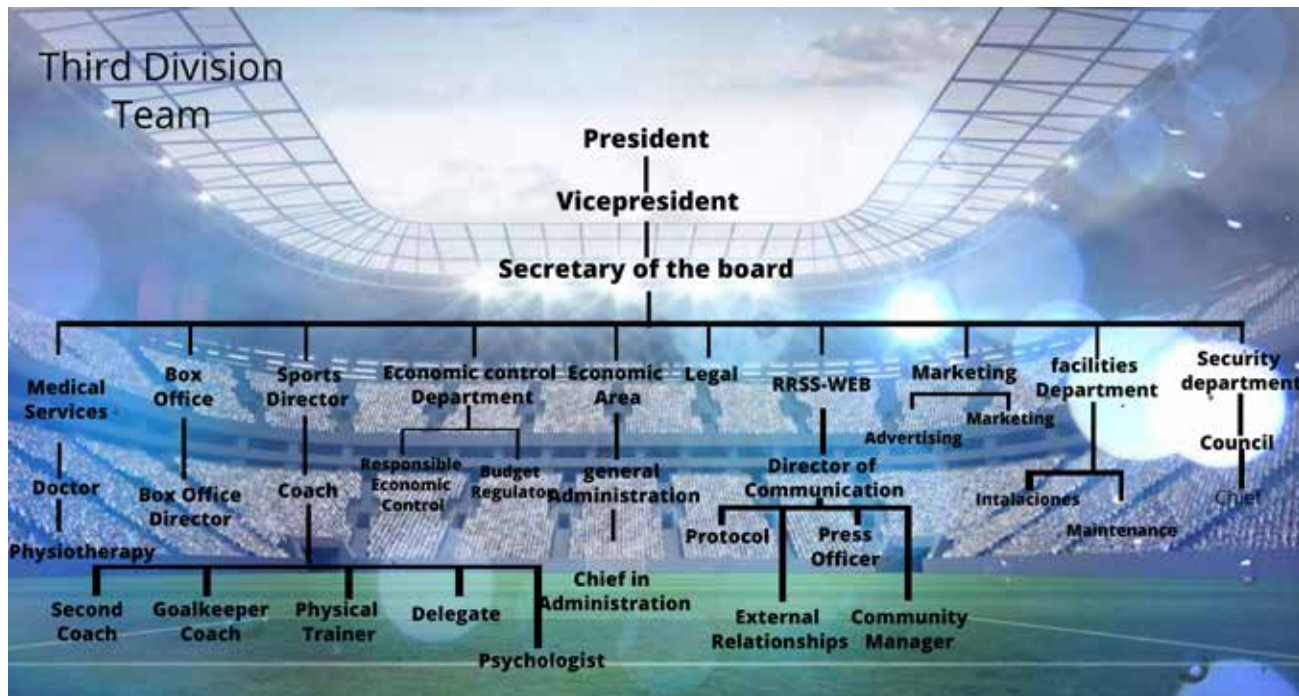 Third Division
Team
President
Vicepresident
Secretary of the board
Medical
Services
Box
Office
Sports
Director
Economic control
Department
Economic
Area
Legal
RRSS-WEB
Marketing
facilities
Department
Security
department
Advertising
Marketing
Council
Doctor
Box Office
Director
Coach
Responsible
Economic
Control
Budget
Regulator
general
Administration
Director of
Communication
Intalaciones
Maintenance
Chief
Physiotherapy
Protocol
Press
Officer
Second
Coach
Goalkeeper
Coach
Physical
Trainer
Delegate
Psychologist
Chief in
Administration
External
Relationships
Community
Manager